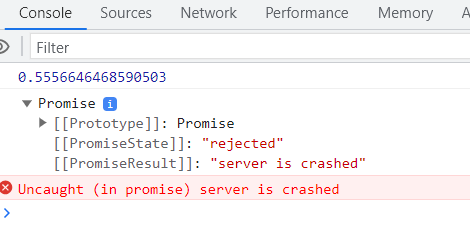 Console Sources Network Performance Memory
Filter
0.5556646468590503
Promise i
[[Prototype]]: Promise
[[PromiseState]]: "rejected"
[[PromiseResult]]: "server is crashed"
Uncaught (in promise) server is crashed